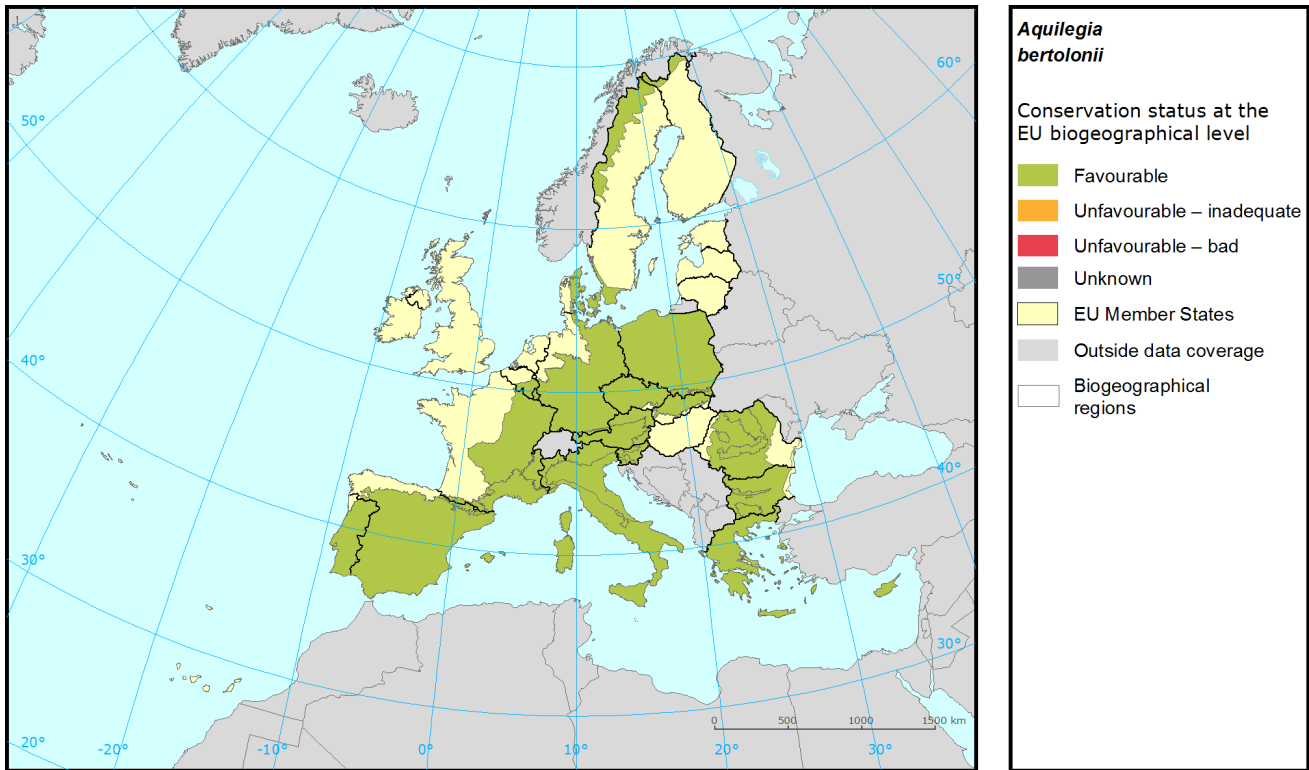 Aquilegia
bertolonii
Conservation status at the
EU biogeographical level
Favourable
Unfavourable – inadequate
Unfavourable – bad
Unknown
EU Member States
Outside data coverage
Biogeographical
regions
60°
50°
50°
40°
40°
30°
30°
20°
-20°
-10°
0°
10°
20°
30°
0
500
1000
1500 km